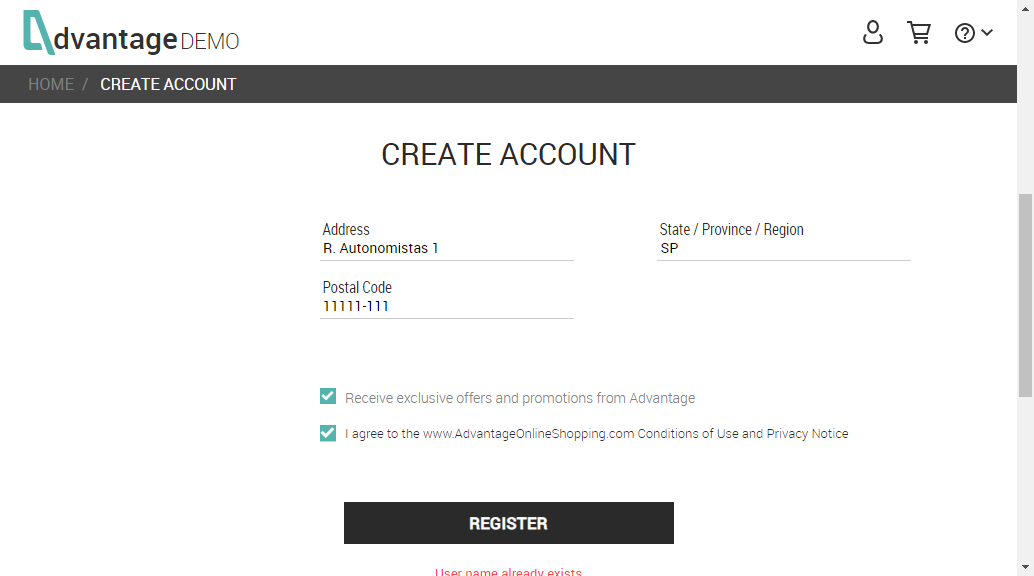 dvantage DEMO
HOME / CREATE ACCOUNT
CREATE ACCOUNT
Address
R. Autonomistas 1
State / Province / Region
SP
Postal Code
11111-111
Receive exclusive offers and promotions from Advantage
I agree to the www.AdvantageOnlineShopping.com Conditions of Use and Privacy Notice
REGISTER
User name already exists